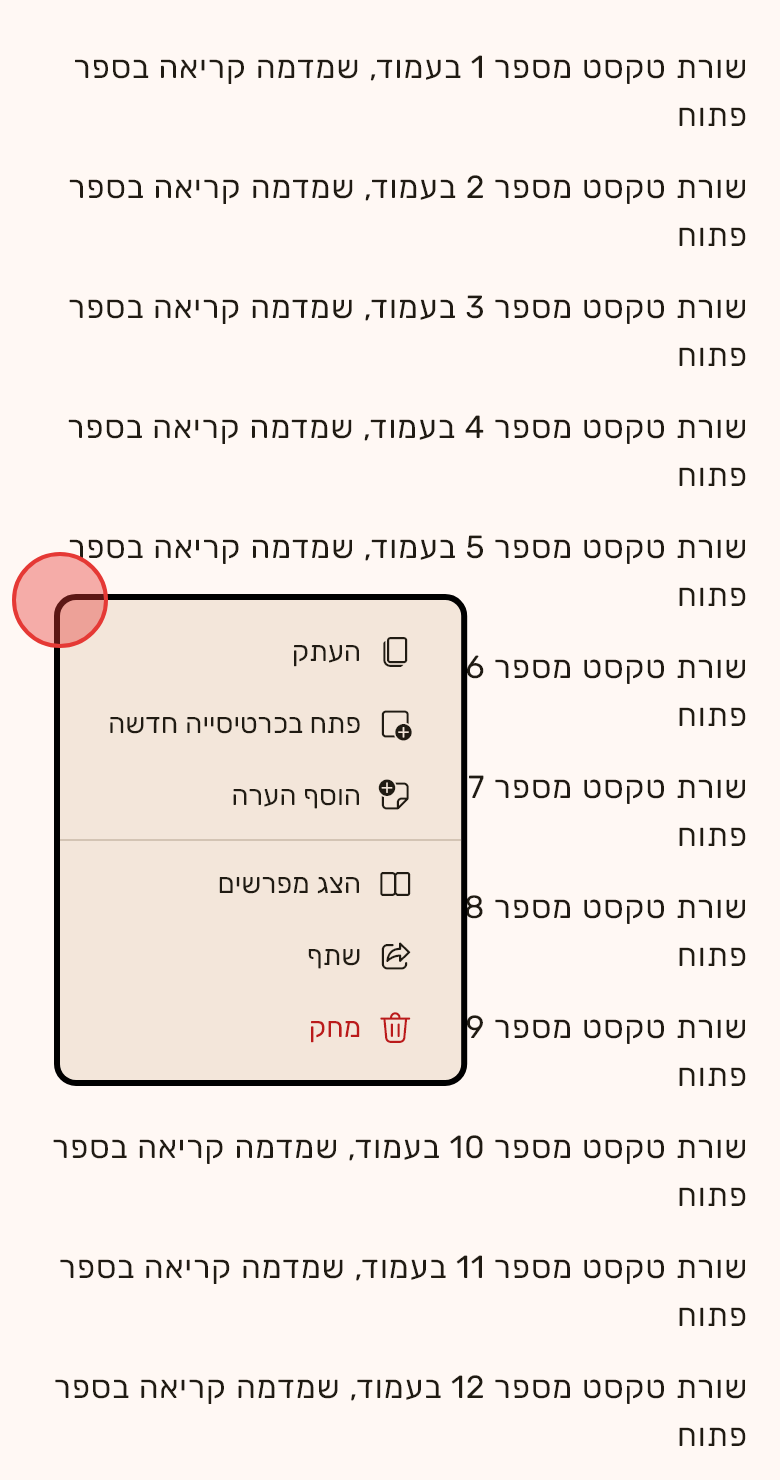 שורת טקסט מספר 1 בעמוד, שמדמה קריאה בספר
פתוח
שורת טקסט מספר 2 בעמוד, שמדמה קריאה בספר
פתוח
שורת טקסט מספר 3 בעמוד, שמדמה קריאה בספר
פתוח
שורת טקסט מספר 4 בעמוד, שמדמה קריאה בספר
פתוח
שורת טקסט מספר 5 בעמוד, שמדמה קריאה בספר
פתוח
שורת טקסט מספר 6
פתוח
שורת טקסט מספר 7
פתוח
שורת טקסט מספר 8
פתוח
שורת טקסט מספר 9
פתוח
העתק
פתח בכרטיסייה חדשה
הוסף הערה
הצג מפרשים
שתף
מחק
שורת טקסט מספר 10 בעמוד, שמדמה קריאה בספר
פתוח
שורת טקסט מספר 11 בעמוד, שמדמה קריאה בספר
פתוח
שורת טקסט מספר 12 בעמוד, שמדמה קריאה בספר
פתוח